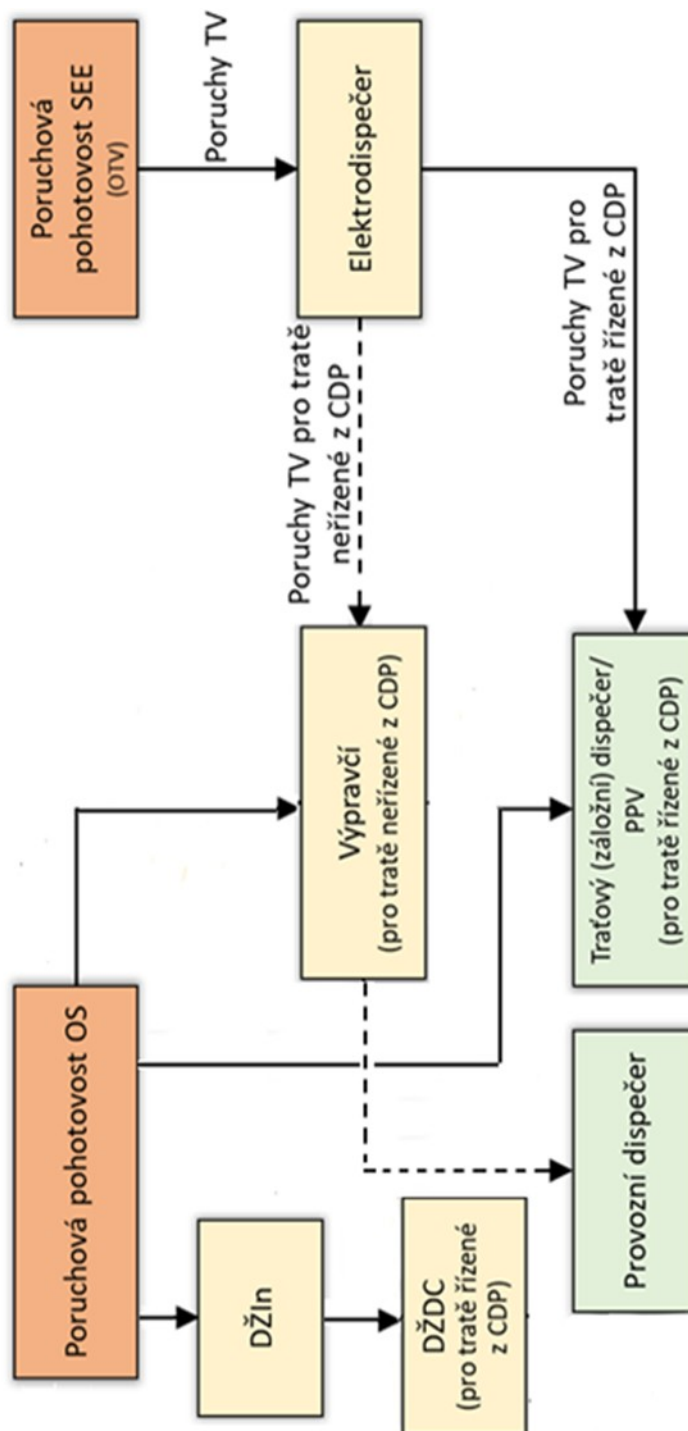 Poruchová pohotovost OS
Poruchová
pohotovost SEE
(OTV)
Poruchy TV
DŽIn
Výpravčí
(pro tratě neřízené z CDP)
Poruchy TV pro tratě
neřízené z CDP
Elektrodispečer
DŽDC
(pro tratě řízené
z CDP)
Poruchy TV pro
tratě řízené z CDP
Provozní dispečer
Traťový (záložní) dispečer/
PPV
(pro tratě řízené z CDP)